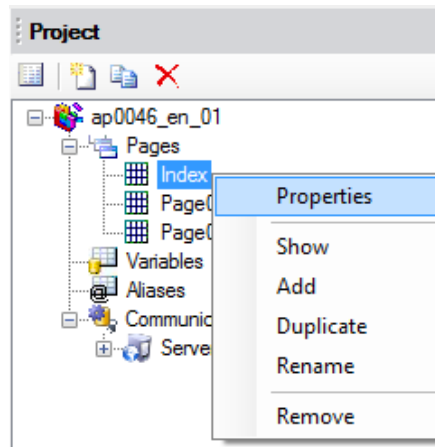 Project
ap0046_en_01
Pages
Index
Properties
Show
Add
Duplicate
Rename
Remove
Variables
Aliases